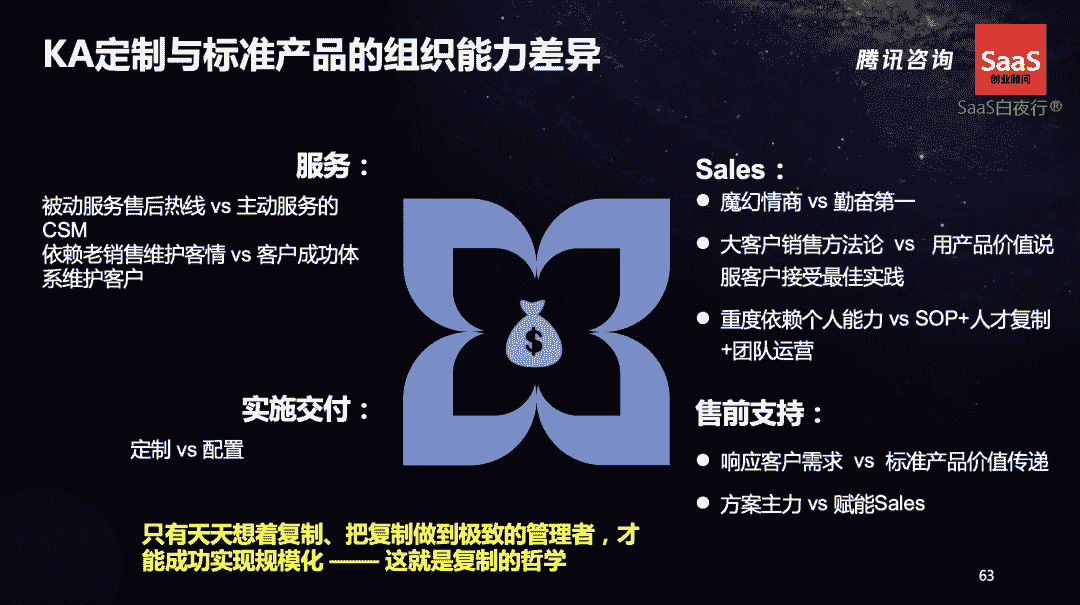 KA定制与标准产品的组织能力差异
腾讯咨询
SaaS
创业顾问
SaaS白夜行®
服务：
被动服务售后热线 vs 主动服务的
CSM
依赖老销售维护客情 vs 客户成功体
系维护客户
Sales：
● 魔幻情商 vs 勤奋第一
● 大客户销售方法论 vs 用产品价值说
服客户接受最佳实践
● 重度依赖个人能力 vs SOP+人才复制
+团队运营
$
实施交付：
定制 vs 配置
售前支持：
● 响应客户需求 vs 标准产品价值传递
● 方案主力 vs 赋能Sales
只有天天想着复制、把复制做到极致的管理者，才
能成功实现规模化 —— 这就是复制的哲学
63